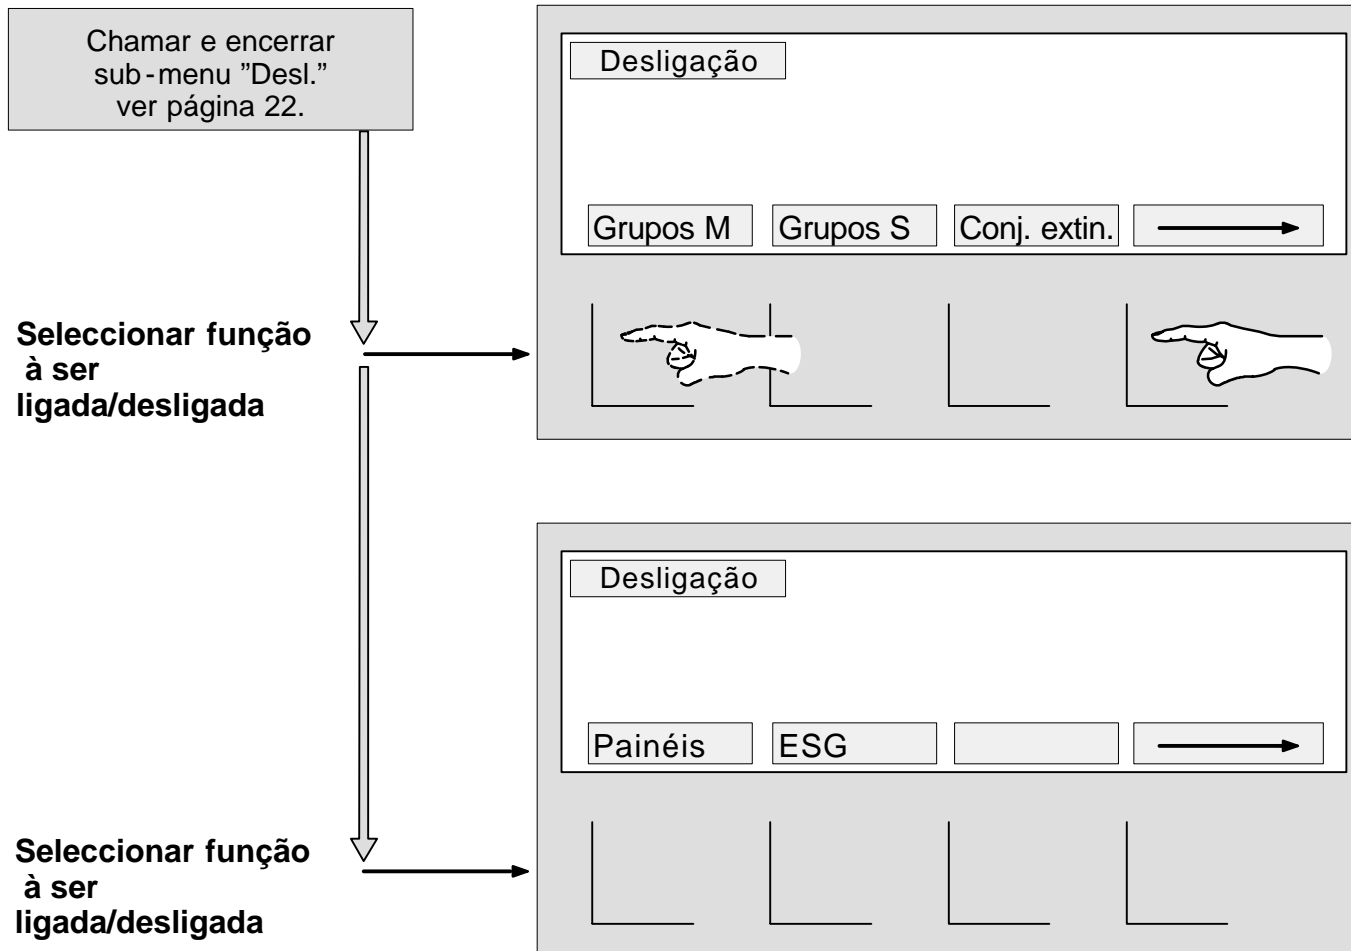 Chamar e encerrar
sub-menu ”Desl.”
ver página 22.
Desligação
Grupos M
Grupos S
Conj. extin.
Seleccionar função
à ser
ligada/desligada
Desligação
Painéis
ESG
Seleccionar função
à ser
ligada/desligada